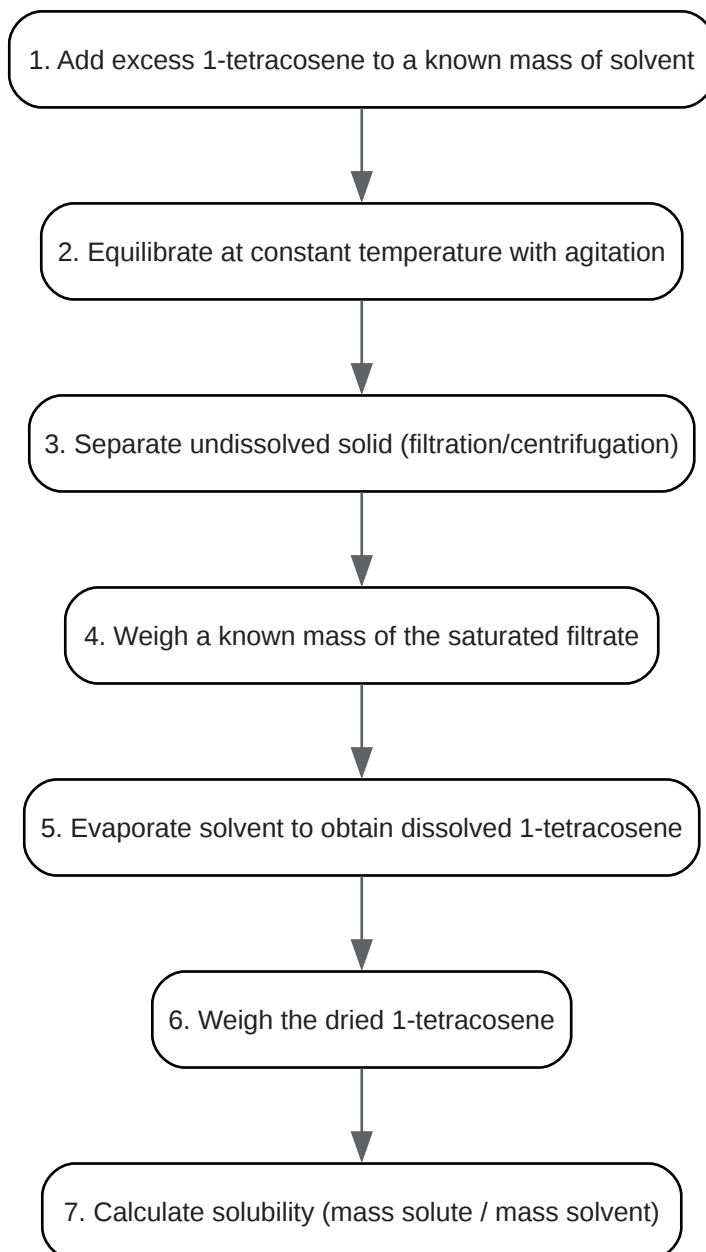 1. Add excess 1-tetracosene to a known mass of solvent
2. Equilibrate at constant temperature with agitation
3. Separate undissolved solid (filtration/centrifugation)
4. Weigh a known mass of the saturated filtrate
5. Evaporate solvent to obtain dissolved 1-tetracosene
6. Weigh the dried 1-tetracosene
7. Calculate solubility (mass solute / mass solvent)